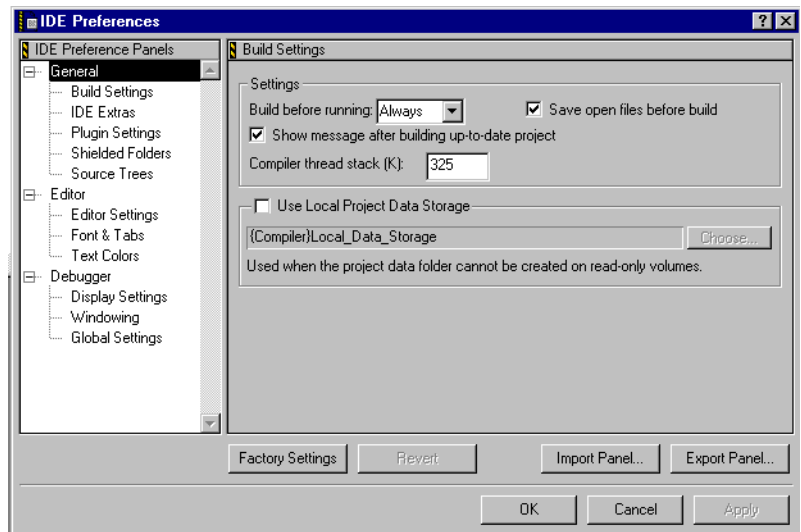 IDE Preferences
IDE Preference Panels
General
Build Settings
IDE Extras
Plugin Settings
Shielded Folders
Source Trees
Editor
Editor Settings
Font & Tabs
Text Colors
Debugger
Display Settings
Windowing
Global Settings
Build Settings
Settings
Build before running: Always
Save open files before build
Show message after building up-to-date project
Compiler thread stack (K): 325
Use Local Project Data Storage
{Compiler}Local_Data_Storage
Choose...
Used when the project data folder cannot be created on read-only volumes.
Factory Settings
Revert
Import Panel...
Export Panel...
OK
Cancel
Apply